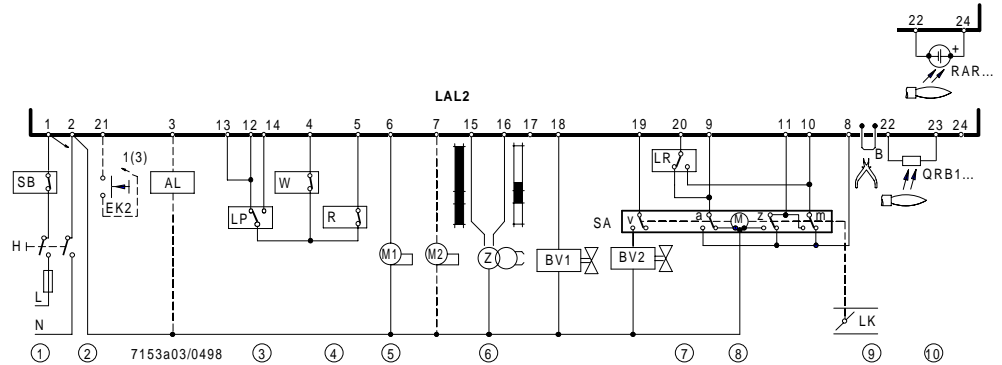 22 24
+
RAR...
LAL2
1 2 21 3 13 12 14 4 5 6 7 15 16 17 18 19 20 9 11 10 8 22 23 24
1(3)
B
SB
AL
W
LR
QRB1...
EK2
LP
R
SA
v
a
M
z
m
H
M1
M2
Z
BV1
BV2
L
N
LK
1 2 7153a03/0498 3 4 5 6 7 8 9 10